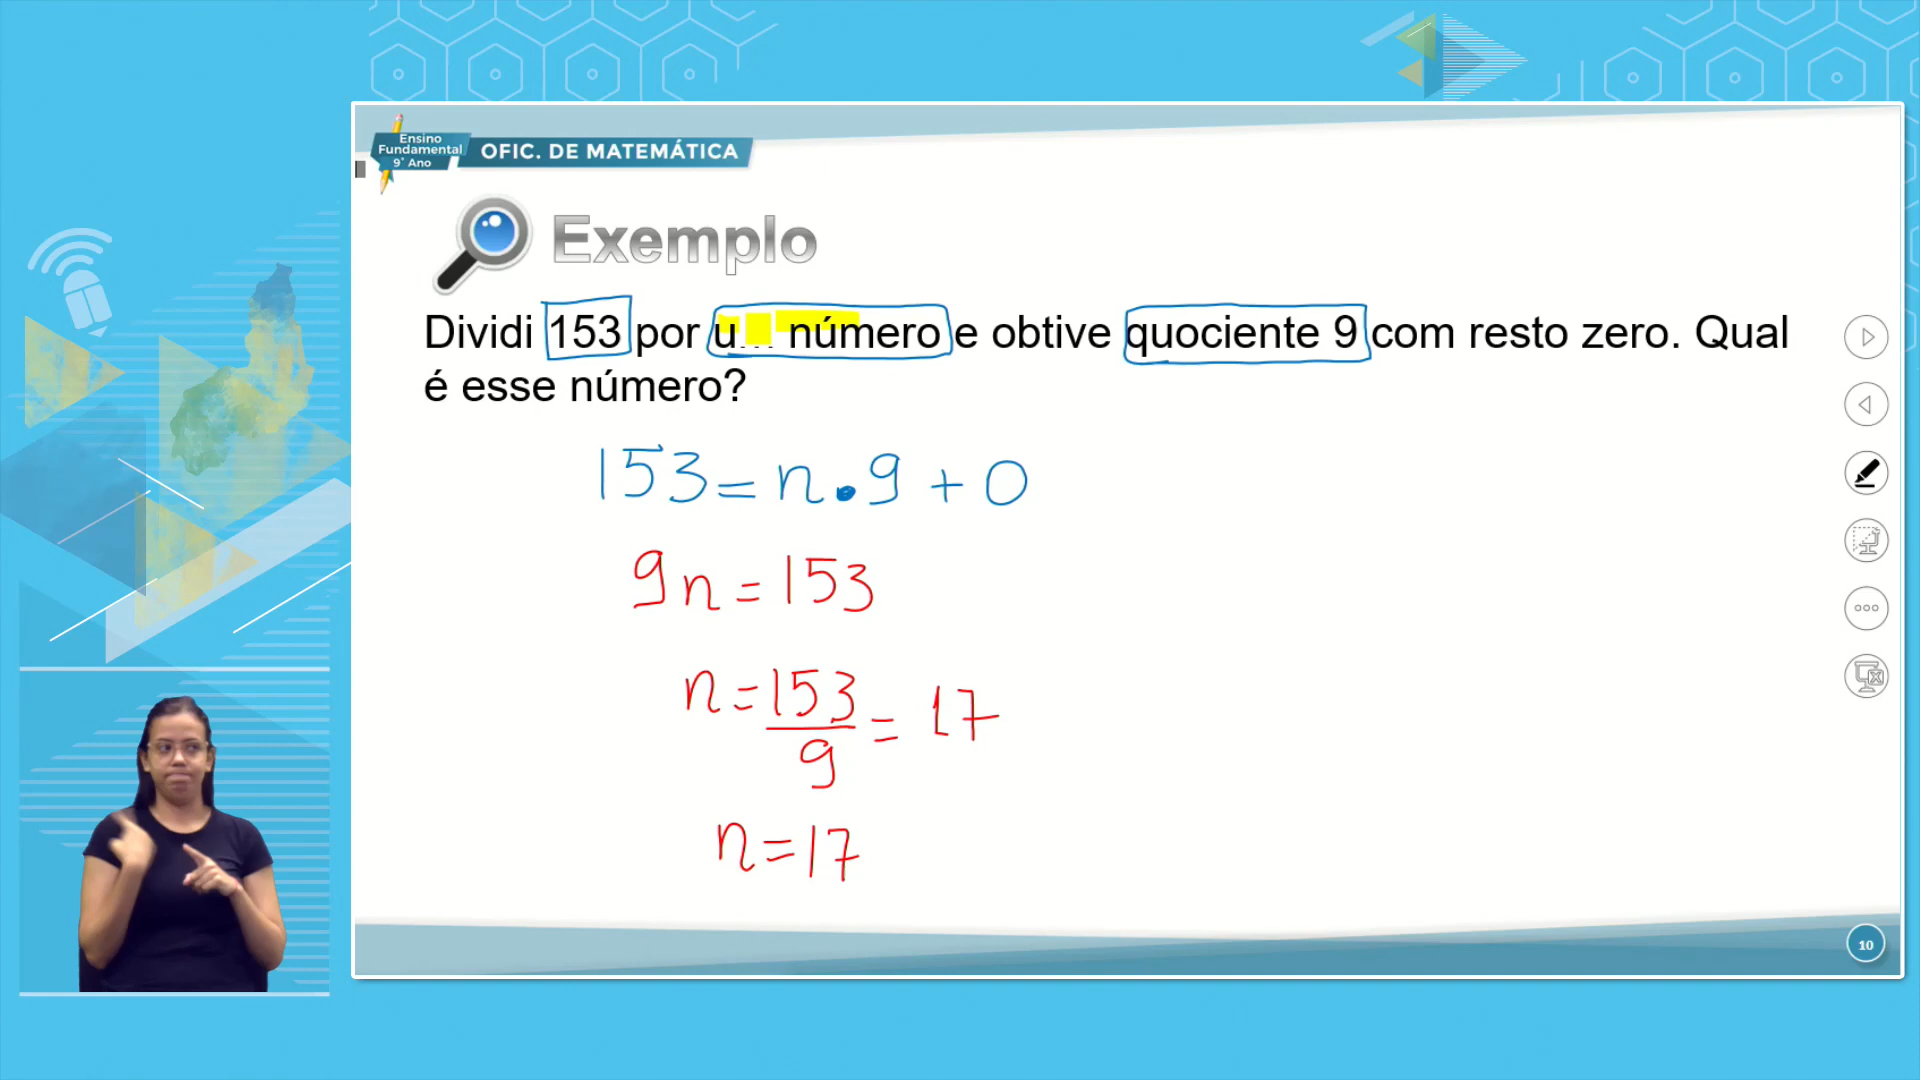 Ensino
Fundamental
9° Ano
OFIC. DE MATEMÁTICA
Exemplo
Dividi 153 por um número e obtive quociente 9 com resto zero. Qual
é esse número?
153 = n . 9 + 0
9n = 153
n = 153/9 = 17
n = 17
10